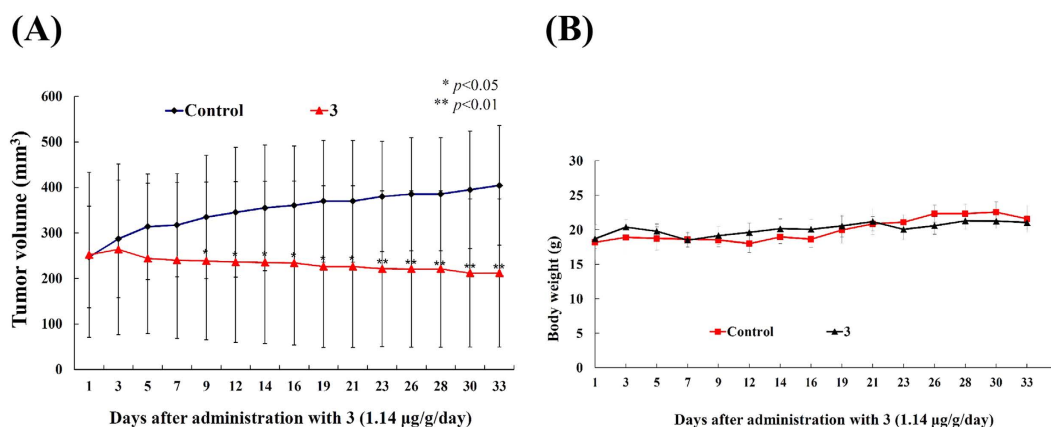 (A)
* p<0.05
** p<0.01
Control
3
Tumor volume (mm³)
600
500
400
300
200
100
0
* * * * * * ** ** ** ** **
1 3 5 7 9 12 14 16 19 21 23 26 28 30 33
Days after administration with 3 (1.14 µg/g/day)
(B)
Body weight (g)
30
25
20
15
10
5
0
Control
3
1 3 5 7 9 12 14 16 19 21 23 26 28 30 33
Days after administration with 3 (1.14 µg/g/day)